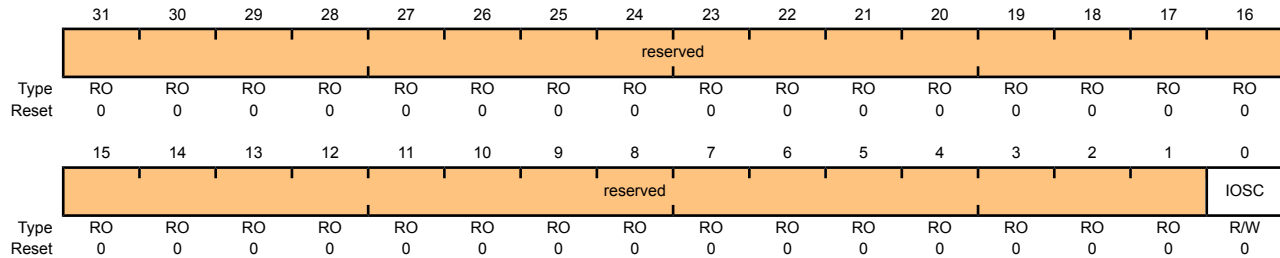 31 30 29 28 27 26 25 24 23 22 21 20 19 18 17 16
reserved
Type RO RO RO RO RO RO RO RO RO RO RO RO RO RO RO RO
Reset 0 0 0 0 0 0 0 0 0 0 0 0 0 0 0 0
15 14 13 12 11 10 9 8 7 6 5 4 3 2 1 0
reserved IOSC
Type RO RO RO RO RO RO RO RO RO RO RO RO RO RO RO R/W
Reset 0 0 0 0 0 0 0 0 0 0 0 0 0 0 0 0